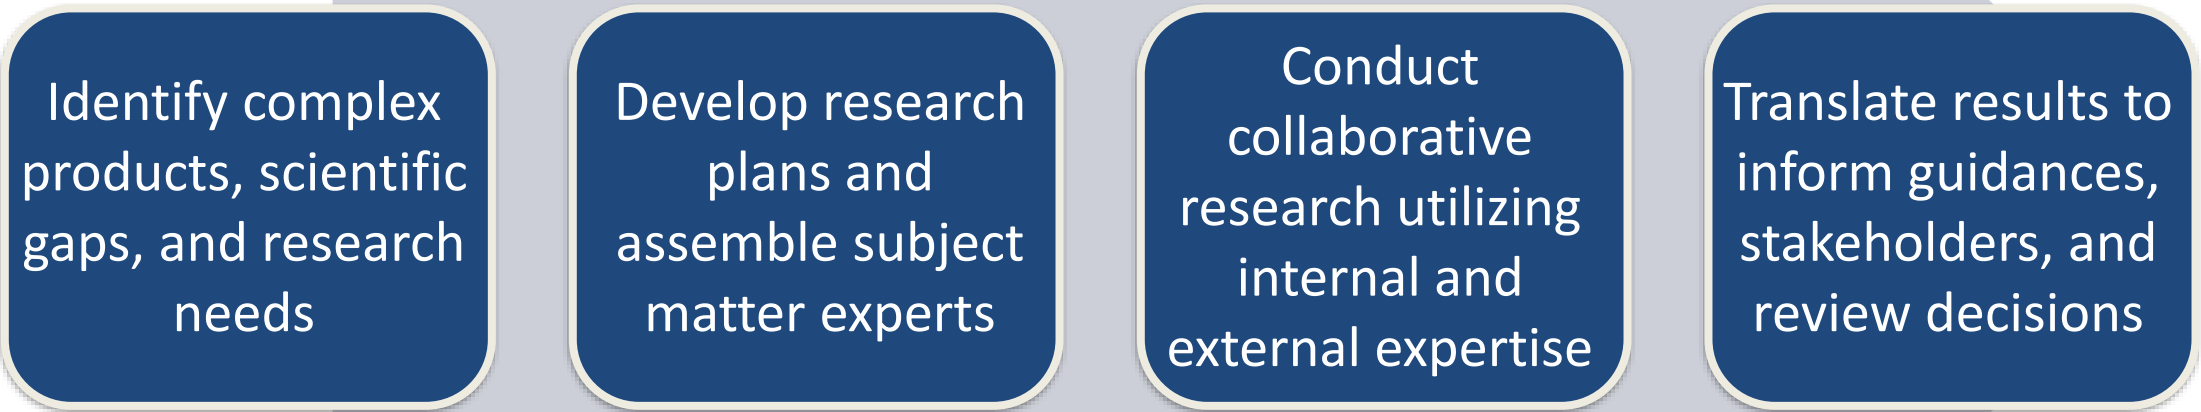 Identify complex
products, scientific
gaps, and research
needs
Develop research
plans and
assemble subject
matter experts
Conduct
collaborative
research utilizing
internal and
external expertise
Translate results to
inform guidances,
stakeholders, and
review decisions